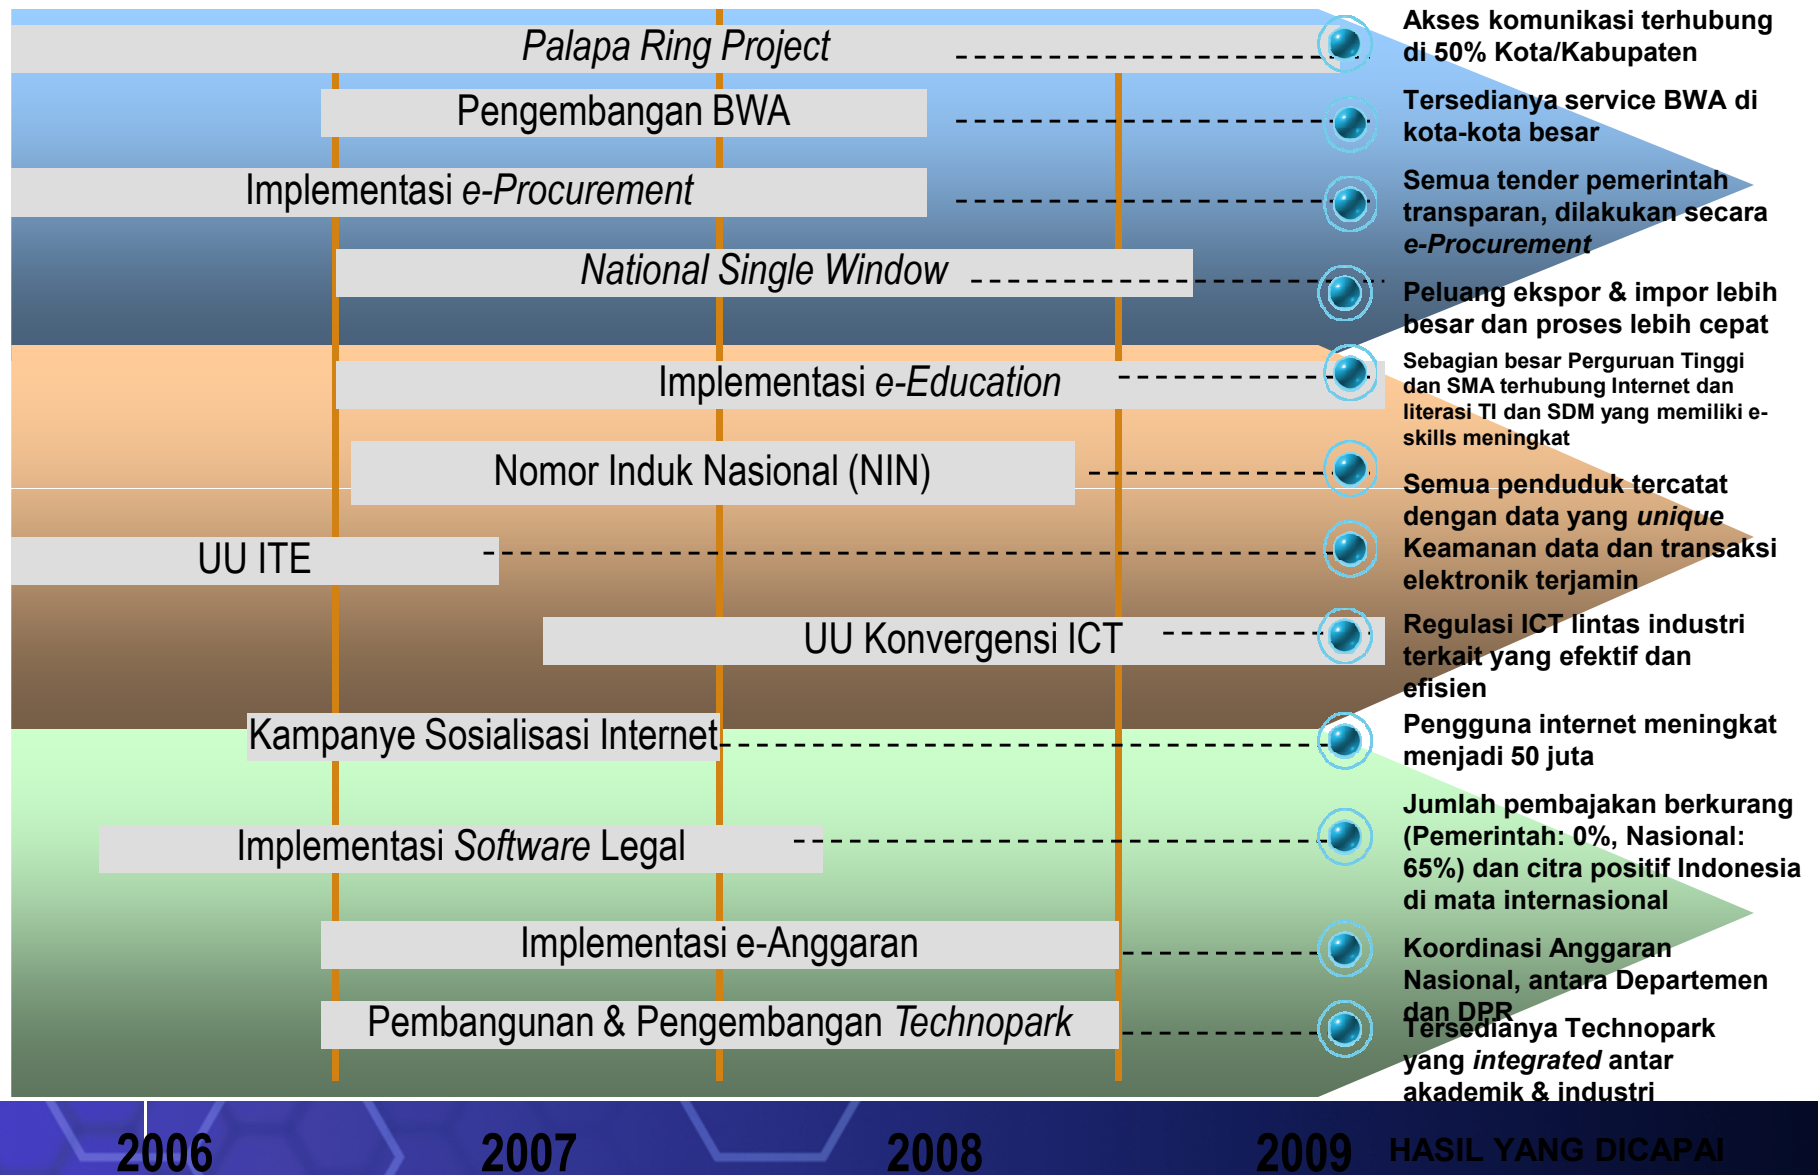 Palapa Ring Project
Akses komunikasi terhubung
di 50% Kota/Kabupaten
Pengembangan BWA
Tersedianya service BWA di
kota-kota besar
Implementasi e-Procurement
Semua tender pemerintah
transparan, dilakukan secara
e-Procurement
National Single Window
Peluang ekspor & impor lebih
besar dan proses lebih cepat
Implementasi e-Education
Sebagian besar Perguruan Tinggi
dan SMA terhubung Internet dan
literasi TI dan SDM yang memiliki e-
skills meningkat
Nomor Induk Nasional (NIN)
Semua penduduk tercatat
dengan data yang unique
UU ITE
Keamanan data dan transaksi
elektronik terjamin
UU Konvergensi ICT
Regulasi ICT lintas industri
terkait yang efektif dan
efisien
Kampanye Sosialisasi Internet
Pengguna internet meningkat
menjadi 50 juta
Implementasi Software Legal
Jumlah pembajakan berkurang
(Pemerintah: 0%, Nasional:
65%) dan citra positif Indonesia
di mata internasional
Implementasi e-Anggaran
Koordinasi Anggaran
Nasional, antara Departemen
dan DPR
Pembangunan & Pengembangan Technopark
Tersedianya Technopark
yang integrated antar
akademik & industri
2006 2007 2008 2009 HASIL YANG DICAPAI